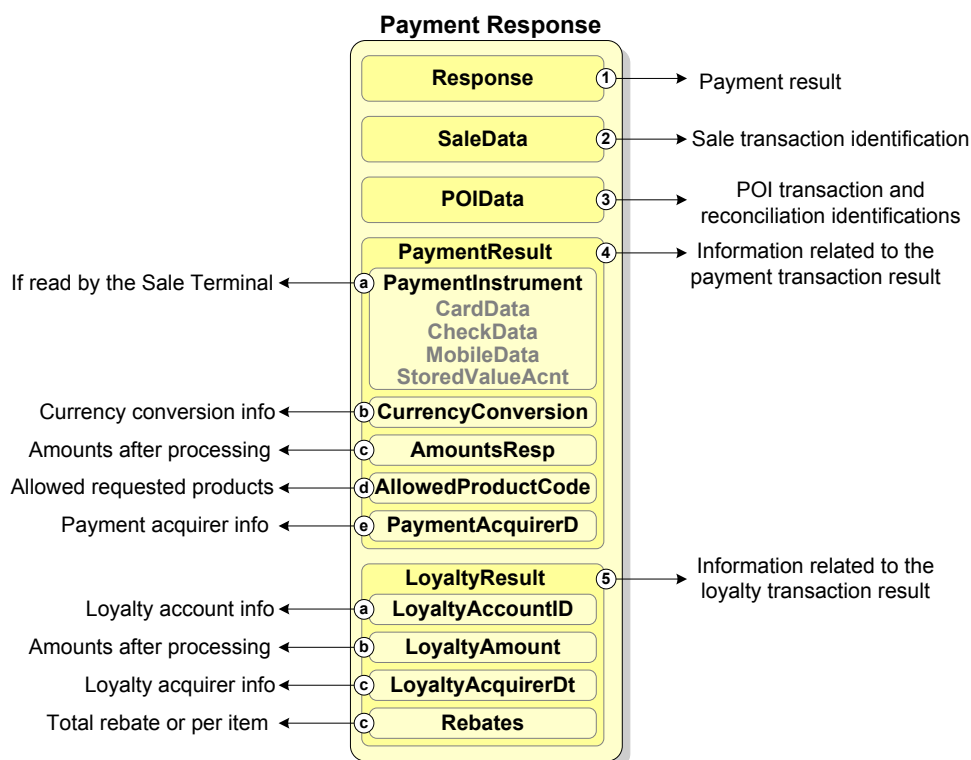 Payment Response
Response
1
Payment result
SaleData
2
Sale transaction identification
POIData
3
POI transaction and
reconciliation identifications
PaymentResult
4
Information related to the
payment transaction result
If read by the Sale Terminal
a
PaymentInstrument
CardData
CheckData
MobileData
StoredValueAcnt
Currency conversion info
b
CurrencyConversion
Amounts after processing
c
AmountsResp
Allowed requested products
d
AllowedProductCode
Payment acquirer info
e
PaymentAcquirerD
LoyaltyResult
5
Information related to the
loyalty transaction result
Loyalty account info
a
LoyaltyAccountID
Amounts after processing
b
LoyaltyAmount
Loyalty acquirer info
c
LoyaltyAcquirerDt
Total rebate or per item
c
Rebates